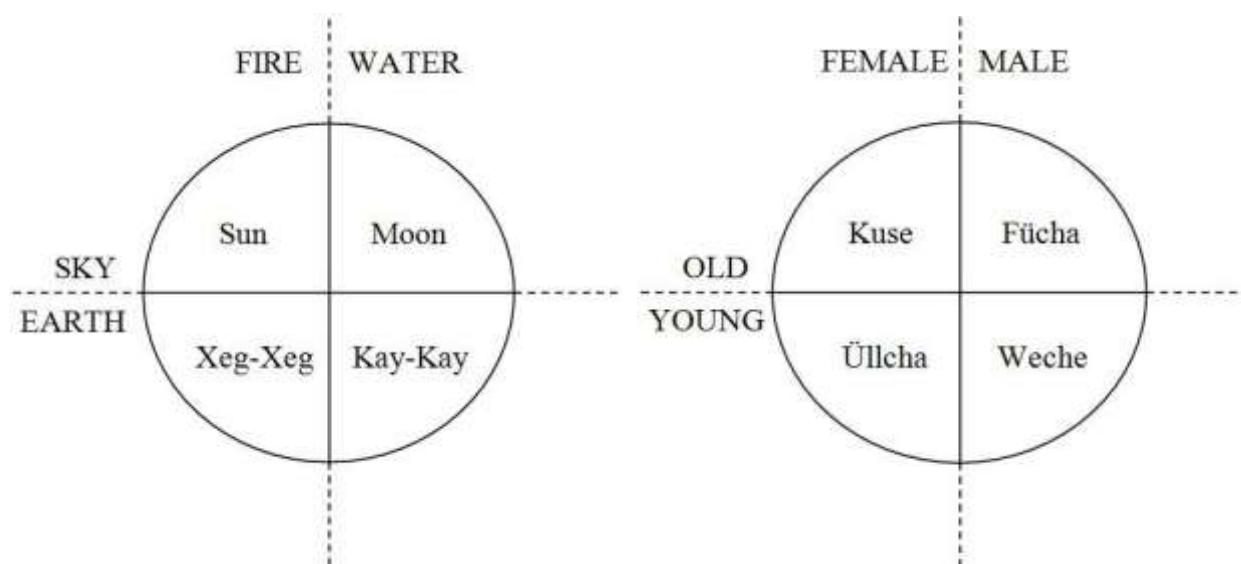 FIRE WATER
Sun Moon
SKY
EARTH
Xeg-Xeg Kay-Kay
FEMALE MALE
Kuse Fücha
OLD
YOUNG
Üllcha Weche